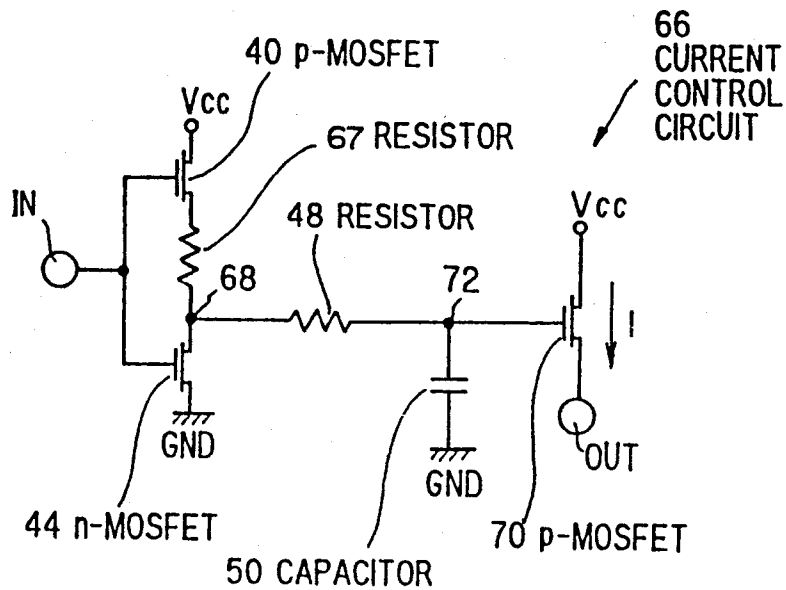 66
CURRENT
CONTROL
CIRCUIT
40 p-MOSFET
Vcc
67 RESISTOR
IN
48 RESISTOR
Vcc
68
72
I
GND
GND
OUT
44 n-MOSFET
70 p-MOSFET
50 CAPACITOR